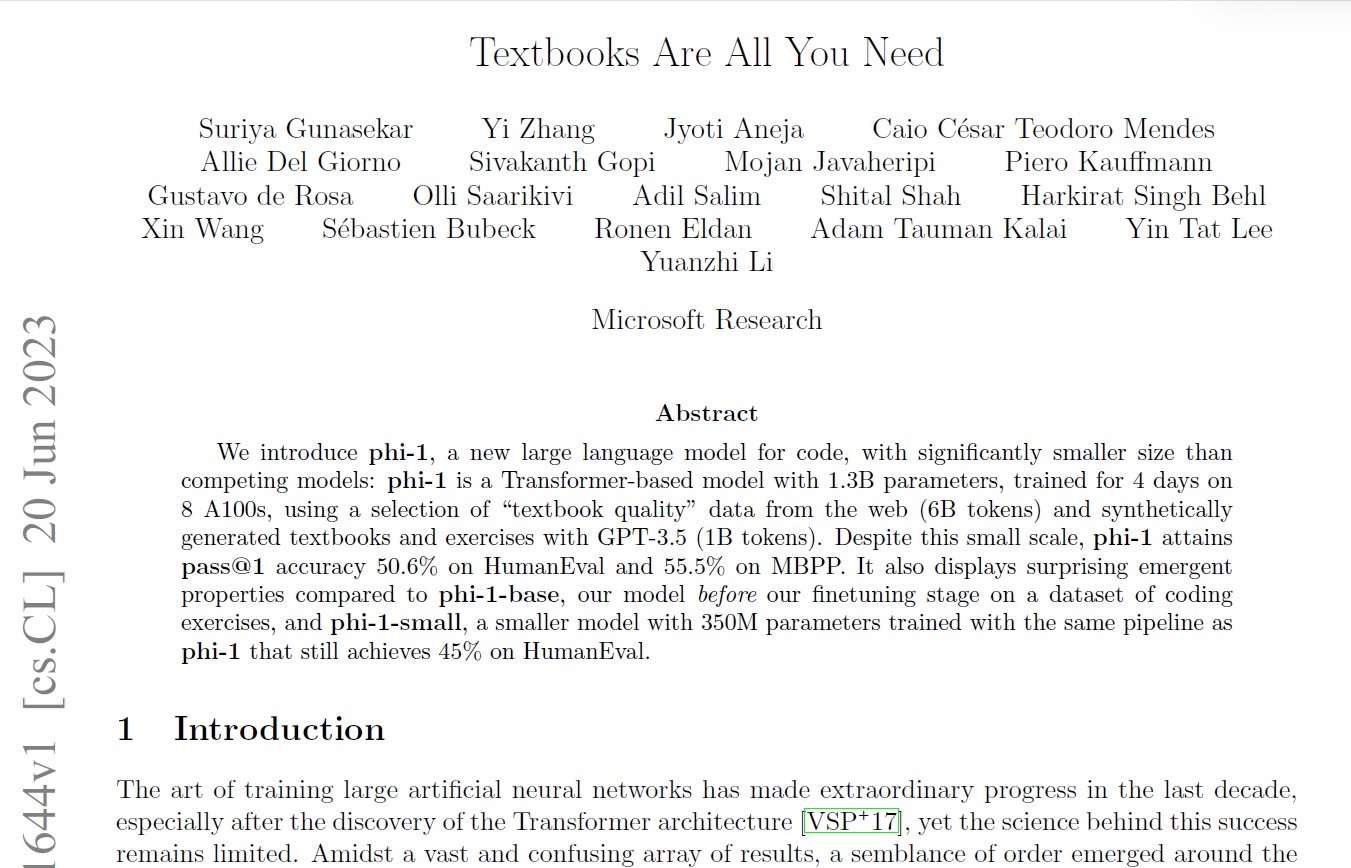 Textbooks Are All You Need
Suriya Gunasekar Yi Zhang Jyoti Aneja Caio César Teodoro Mendes
Allie Del Giorno Sivakanth Gopi Mojan Javaheripi Piero Kauffmann
Gustavo de Rosa Olli Saarikivi Adil Salim Shital Shah Harkirat Singh Behl
Xin Wang Sébastien Bubeck Ronen Eldan Adam Tauman Kalai Yin Tat Lee
Yuanzhi Li
Microsoft Research
Abstract
We introduce phi-1, a new large language model for code, with significantly smaller size than
competing models: phi-1 is a Transformer-based model with 1.3B parameters, trained for 4 days on
8 A100s, using a selection of “textbook quality” data from the web (6B tokens) and synthetically
generated textbooks and exercises with GPT-3.5 (1B tokens). Despite this small scale, phi-1 attains
pass@1 accuracy 50.6% on HumanEval and 55.5% on MBPP. It also displays surprising emergent
properties compared to phi-1-base, our model before our finetuning stage on a dataset of coding
exercises, and phi-1-small, a smaller model with 350M parameters trained with the same pipeline as
phi-1 that still achieves 45% on HumanEval.
1 Introduction
The art of training large artificial neural networks has made extraordinary progress in the last decade,
especially after the discovery of the Transformer architecture [VSP+17], yet the science behind this success
remains limited. Amidst a vast and confusing array of results, a semblance of order emerged around the
1644v1 [cs.CL] 20 Jun 2023